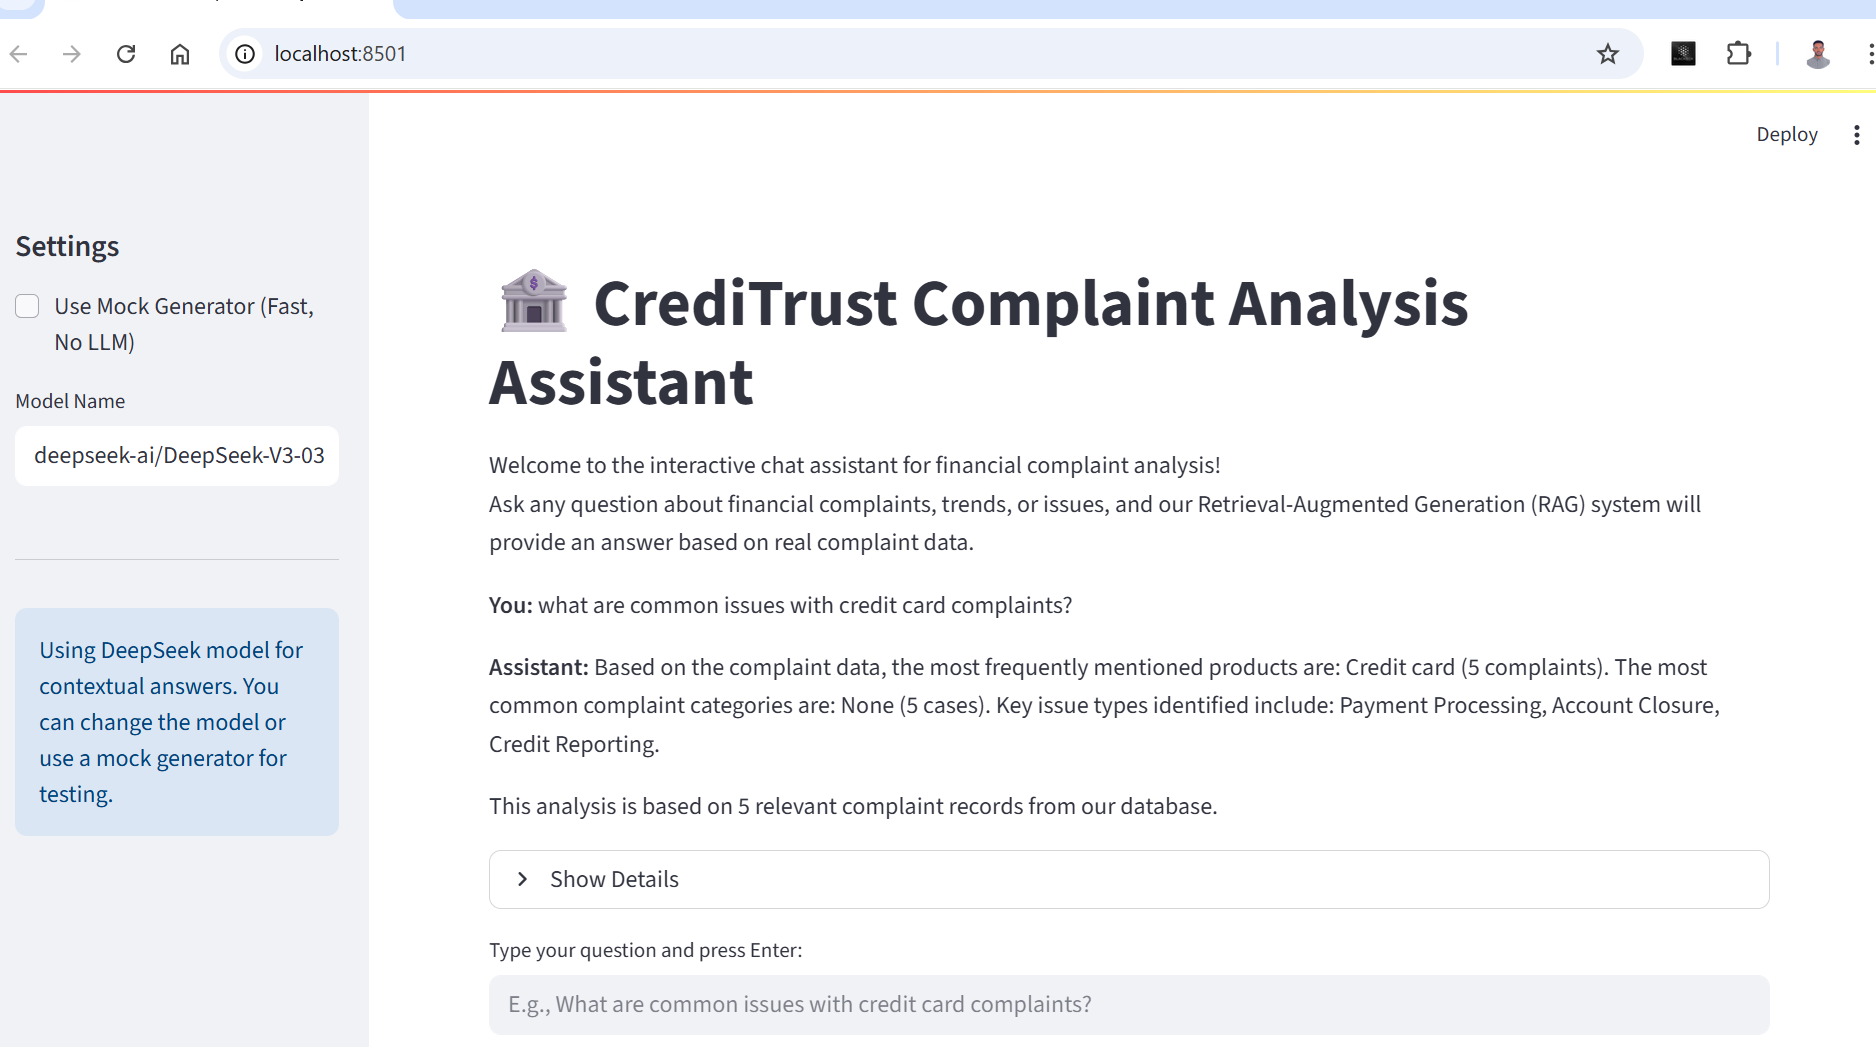 localhost:8501
Deploy
Settings
Use Mock Generator (Fast,
No LLM)
Model Name
deepseek-ai/DeepSeek-V3-03
Using DeepSeek model for
contextual answers. You
can change the model or
use a mock generator for
testing.
CrediTrust Complaint Analysis
Assistant
Welcome to the interactive chat assistant for financial complaint analysis!
Ask any question about financial complaints, trends, or issues, and our Retrieval-Augmented Generation (RAG) system will
provide an answer based on real complaint data.
You: what are common issues with credit card complaints?
Assistant: Based on the complaint data, the most frequently mentioned products are: Credit card (5 complaints). The most
common complaint categories are: None (5 cases). Key issue types identified include: Payment Processing, Account Closure,
Credit Reporting.
This analysis is based on 5 relevant complaint records from our database.
Show Details
Type your question and press Enter:
E.g., What are common issues with credit card complaints?